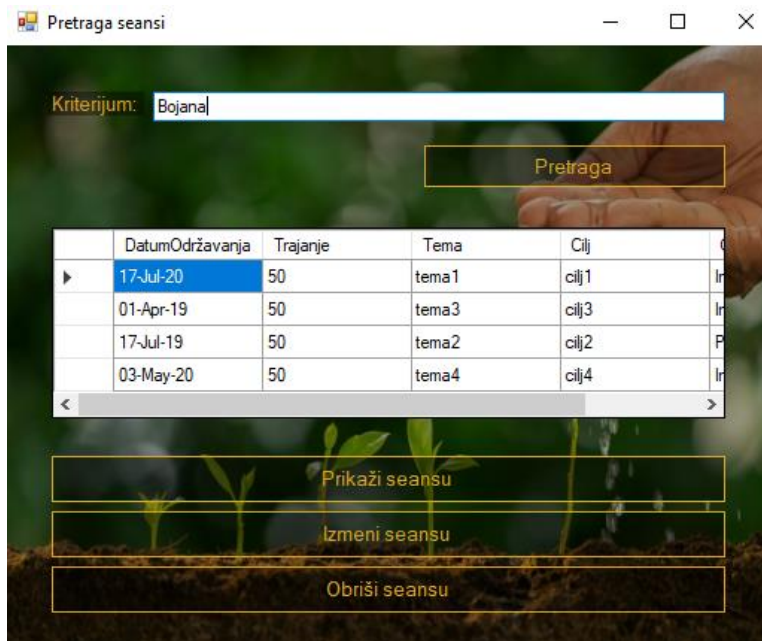 Pretraga seansi
Kriterijum: Bojana
Pretraga
DatumOdržavanja Trajanje Tema Cilj
17-Jul-20 50 tema1 cilj1
01-Apr-19 50 tema3 cilj3
17-Jul-19 50 tema2 cilj2
03-May-20 50 tema4 cilj4
Prikaži seansu
Izmeni seansu
Obriši seansu